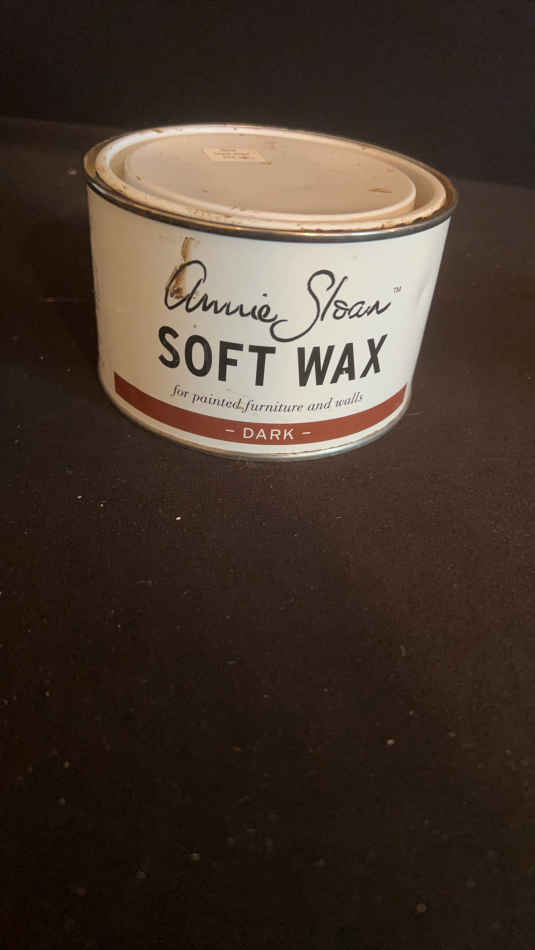 Annie Sloan™
SOFT WAX
for painted furniture and walls
– DARK –